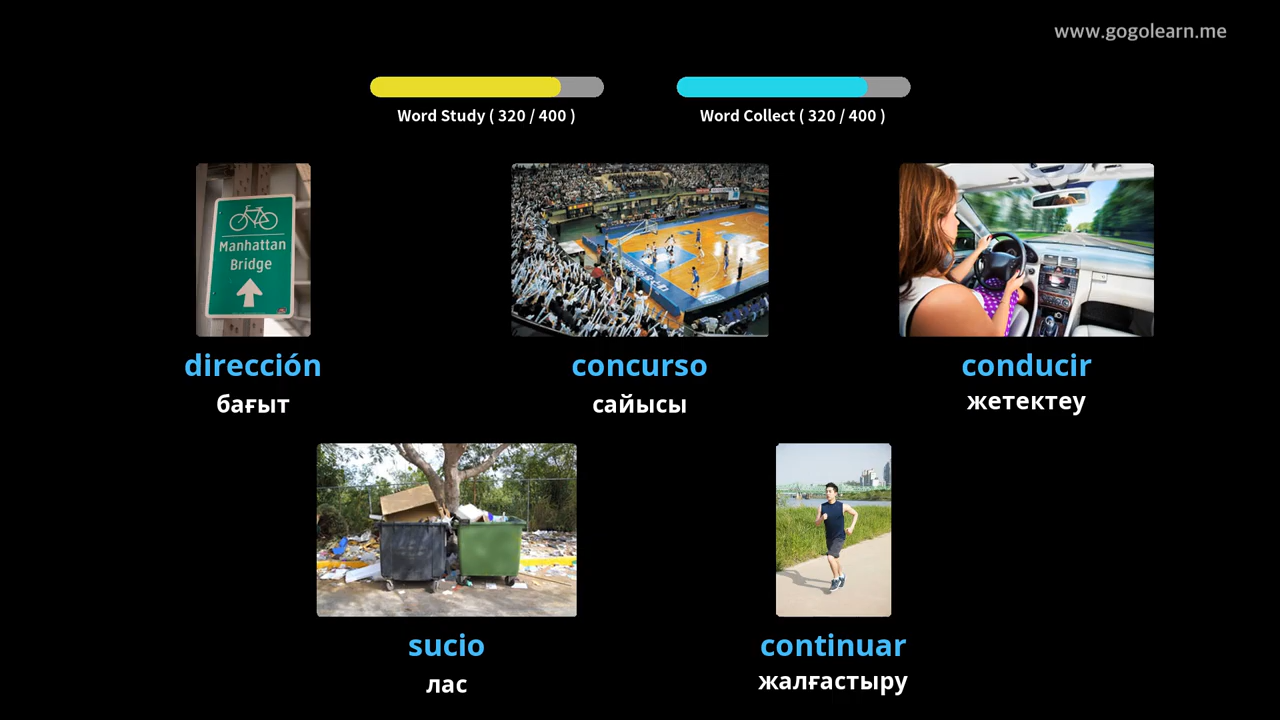 www.gogolearn.me
Word Study ( 320 / 400 )
Word Collect ( 320 / 400 )
Manhattan
Bridge
dirección
concurso
conducir
бағыт
сайысы
жетектеу
sucio
continuar
лас
жалғастыру